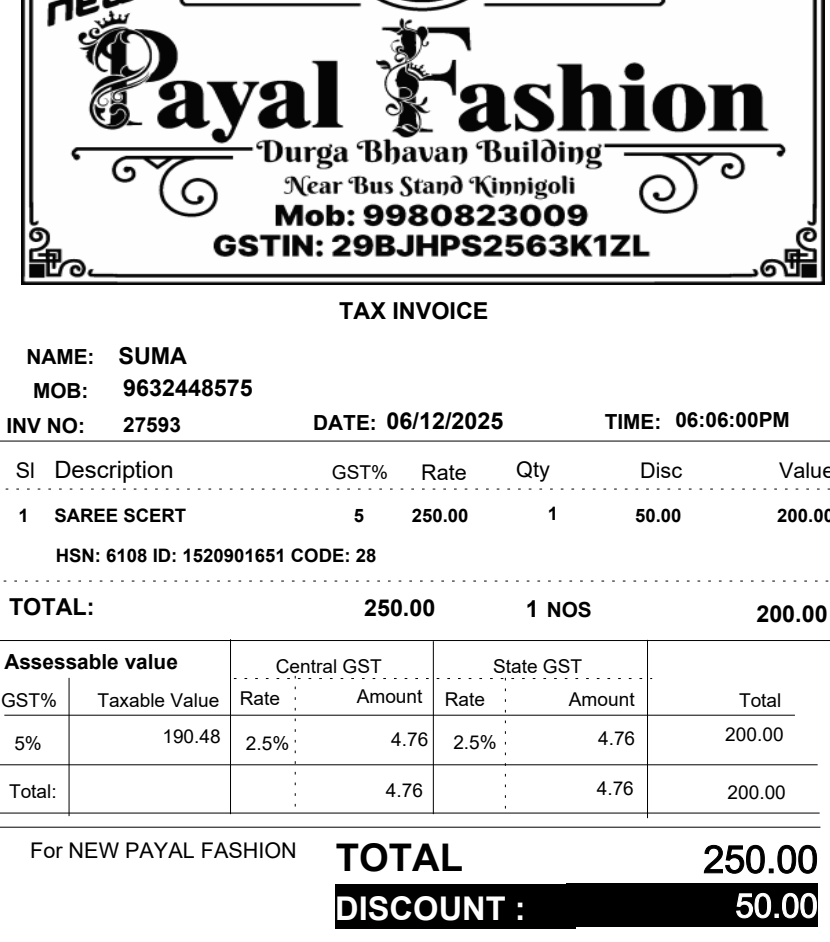 new
Payal Fashion
Durga Bhavan Building
Near Bus Stand Kinnigoli
Mob: 9980823009
GSTIN: 29BJHPS2563K1ZL
TAX INVOICE
NAME: SUMA
MOB: 9632448575
INV NO: 27593 DATE: 06/12/2025 TIME: 06:06:00PM
Sl Description GST% Rate Qty Disc Value
1 SAREE SCERT 5 250.00 1 50.00 200.00
HSN: 6108 ID: 1520901651 CODE: 28
TOTAL: 250.00 1 NOS 200.00
Assessable value Central GST State GST
GST% Taxable Value Rate Amount Rate Amount Total
5% 190.48 2.5% 4.76 2.5% 4.76 200.00
Total: 4.76 4.76 200.00
For NEW PAYAL FASHION TOTAL 250.00
DISCOUNT : 50.00